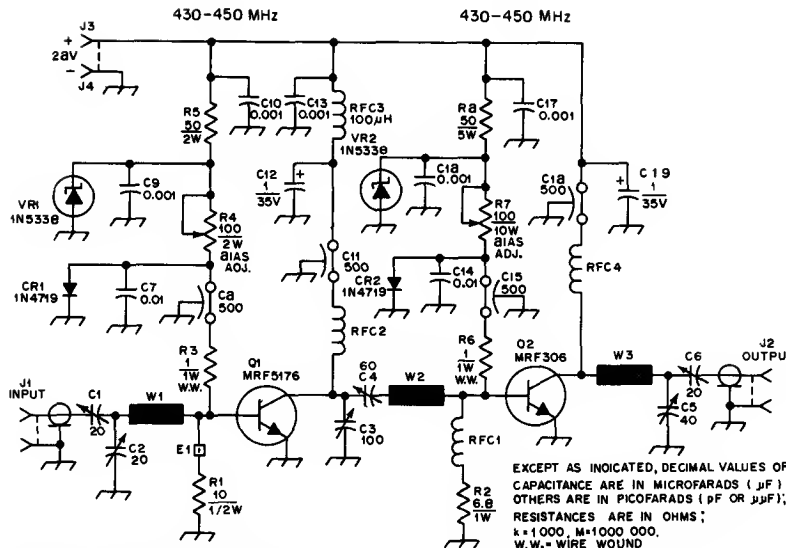 430-450 MHz
430-450 MHz
J3
+
28V
-
J4
R5
50
2W
C10
0.001
C13
0.001
RFC3
100µH
VR2
1N5338
R8
50
5W
C17
0.001
VR1
1N5338
C9
0.001
R4
100
2W
BIAS
ADJ.
C12
1
35V
+
C18
0.001
R7
100
10W
BIAS
ADJ.
C18
500
+
C19
1
35V
CR1
1N4719
C7
0.01
C8
500
C11
500
CR2
1N4719
C14
0.01
C15
500
RFC4
RFC2
R3
1
1W
W.W.
Q1
MRF5176
R6
1
1W
W.W.
Q2
MRF306
J1
INPUT
C1
20
W1
C2
20
E1
R1
10
1/2W
60
C4
W2
C3
100
RFC1
R2
6.8
1W
W3
C6
20
C5
40
J2
OUTPUT
EXCEPT AS INDICATED, DECIMAL VALUES OF
CAPACITANCE ARE IN MICROFARADS ( µF )
OTHERS ARE IN PICOFARADS ( pF OR µµF);
RESISTANCES ARE IN OHMS;
k=1000, M=1000 000.
W.W.= WIRE WOUND